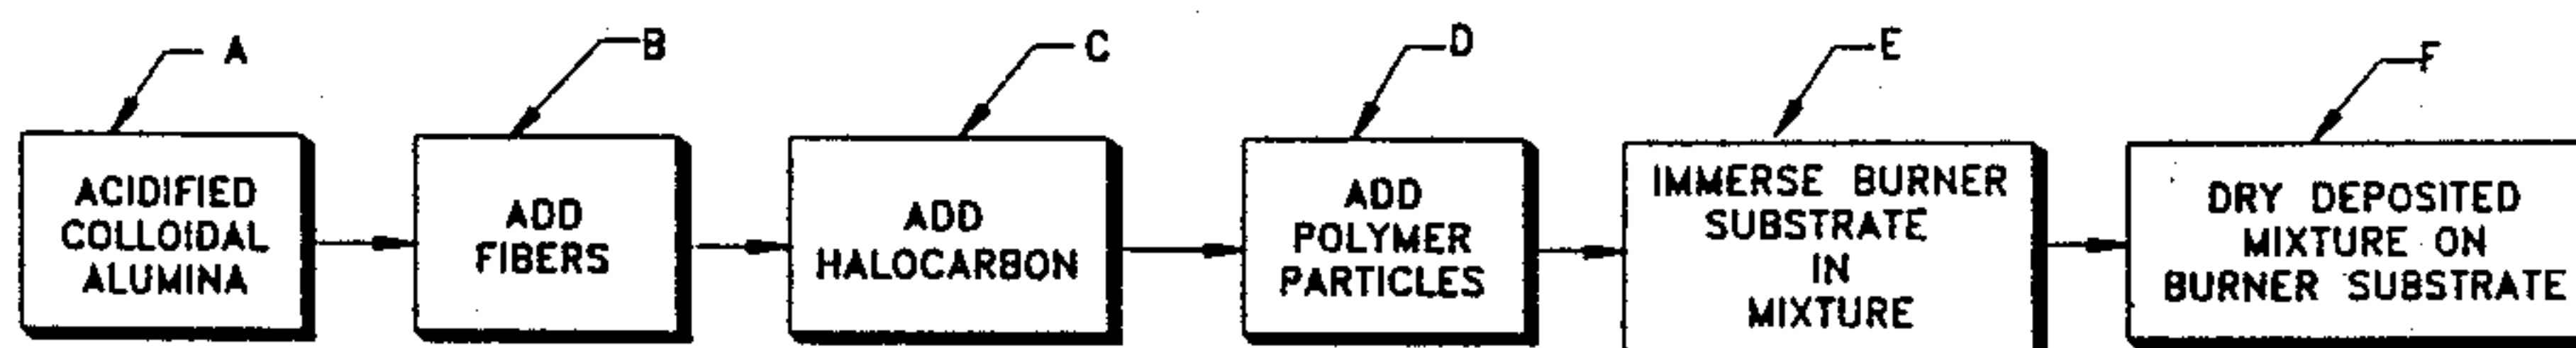 A
B
C
D
E
F
ACIDIFIED
COLLOIDAL
ALUMINA
ADD
FIBERS
ADD
HALOCARBON
ADD
POLYMER
PARTICLES
IMMERSE BURNER
SUBSTRATE
IN
MIXTURE
DRY DEPOSITED
MIXTURE ON
BURNER SUBSTRATE